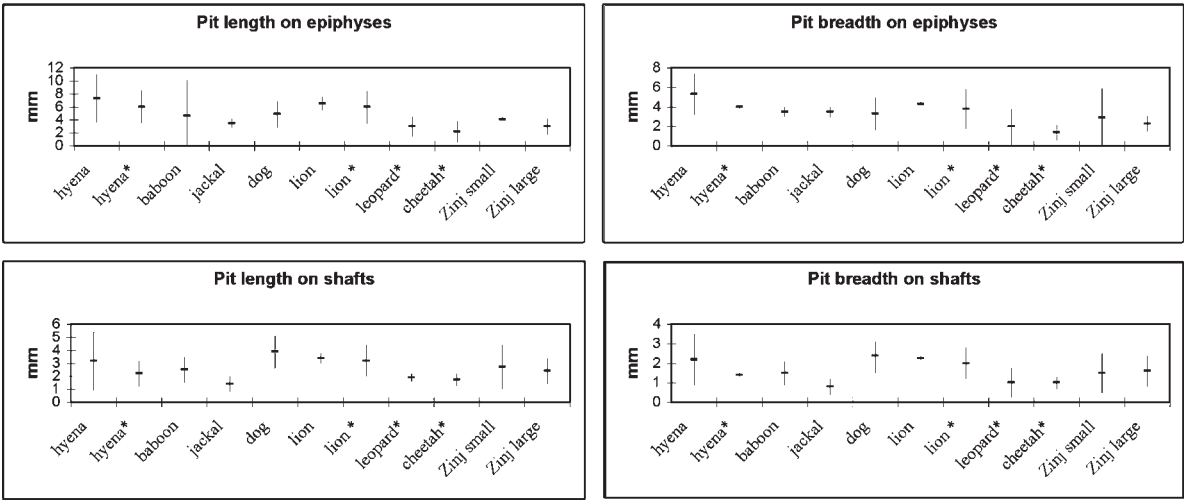 Pit length on epiphyses
mm
12
10
8
6
4
2
0
hyena
hyena*
baboon
jackal
dog
lion
lion*
leopard*
cheetah*
Zinj small
Zinj large
Pit breadth on epiphyses
mm
8
6
4
2
0
hyena
hyena*
baboon
jackal
dog
lion
lion *
leopard*
cheetah*
Zinj small
Zinj large
Pit length on shafts
mm
6
5
4
3
2
1
0
hyena
hyena*
baboon
jackal
dog
lion
lion *
leopard*
cheetah*
Zinj small
Zinj large
Pit breadth on shafts
mm
4
3
2
1
0
hyena
hyena*
baboon
jackal
dog
lion
lion *
leopard*
cheetah*
Zinj small
Zinj large